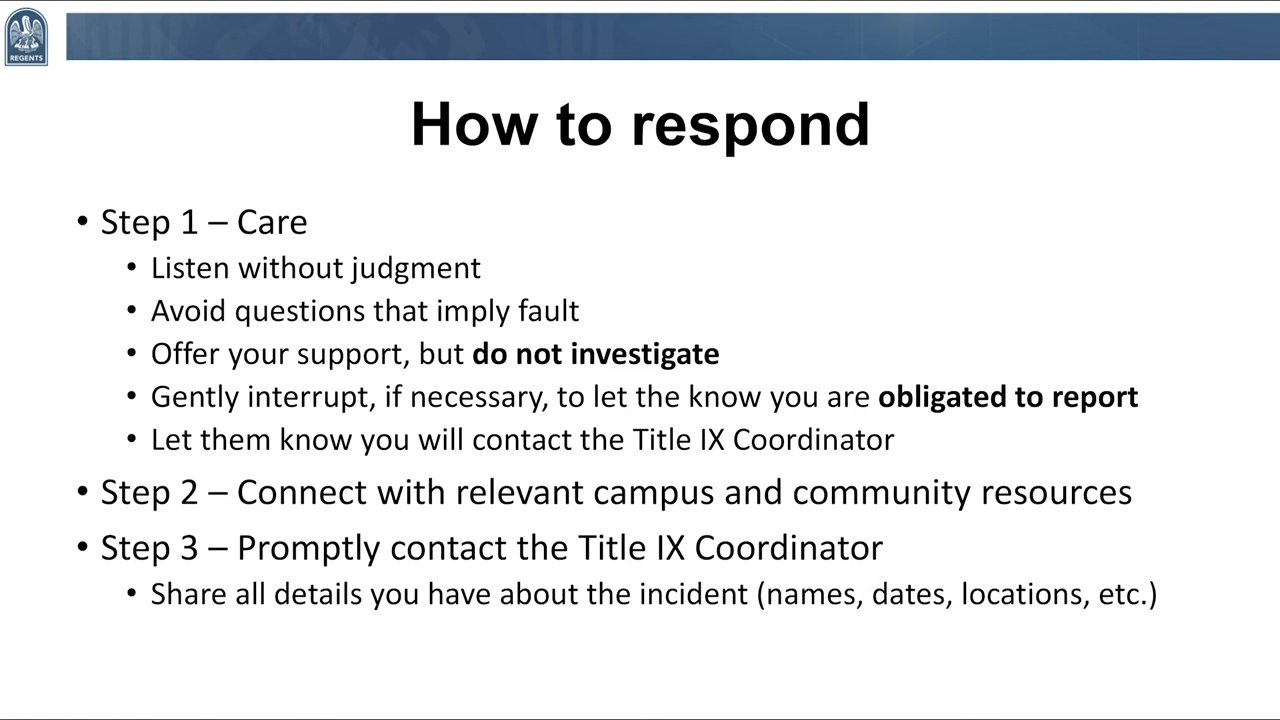 REGENTS
How to respond
• Step 1 – Care
• Listen without judgment
• Avoid questions that imply fault
• Offer your support, but do not investigate
• Gently interrupt, if necessary, to let the know you are obligated to report
• Let them know you will contact the Title IX Coordinator
• Step 2 – Connect with relevant campus and community resources
• Step 3 – Promptly contact the Title IX Coordinator
• Share all details you have about the incident (names, dates, locations, etc.)